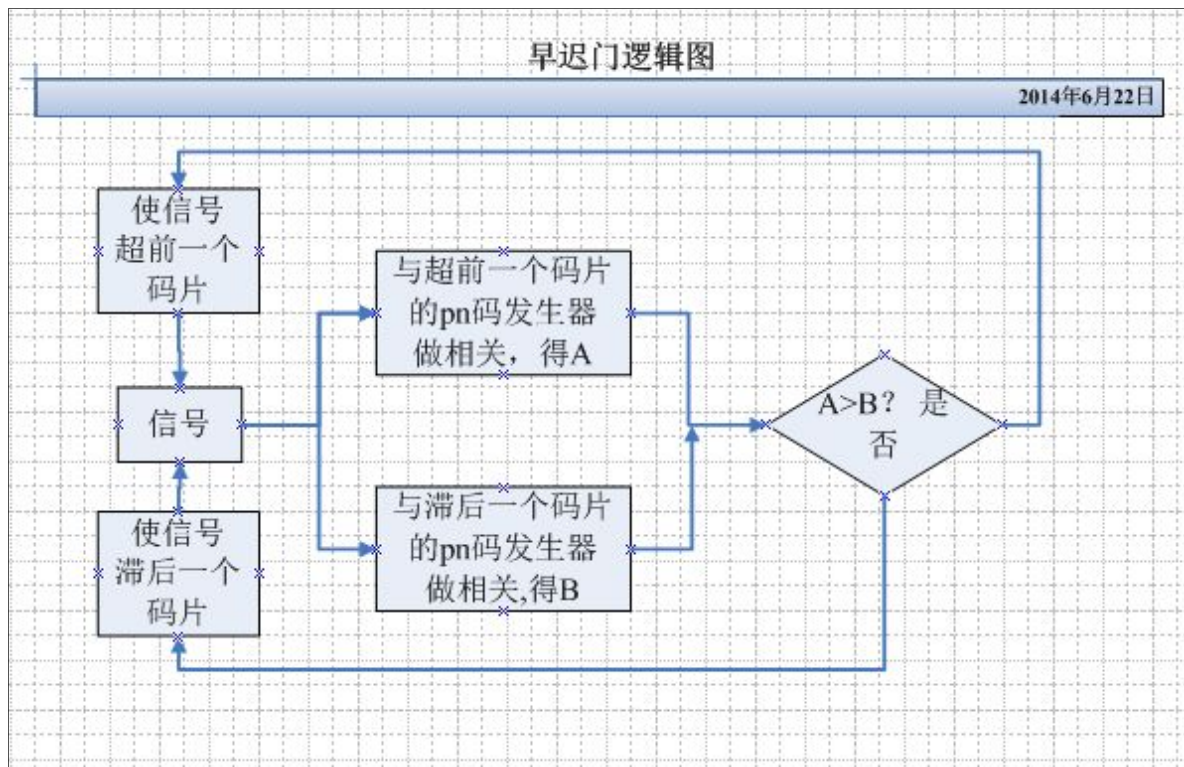 早迟门逻辑图
2014年6月22日
使信号
超前一个
码片
与超前一个码片
的pn码发生器
做相关，得A
信号
A>B？ 是
否
与滞后一个码片
的pn码发生器
做相关,得B
使信号
滞后一个
码片